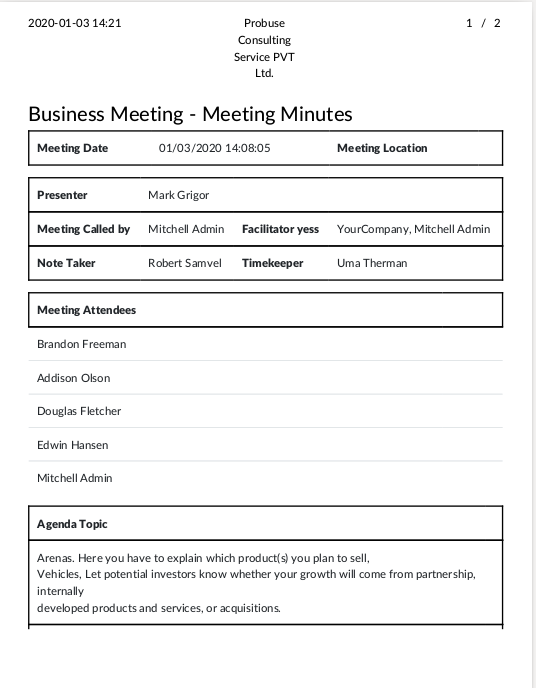 2020-01-03 14:21
Probuse
Consulting
Service PVT
Ltd.
1 / 2
Business Meeting - Meeting Minutes
Meeting Date 01/03/2020 14:08:05 Meeting Location
Presenter Mark Grigor
Meeting Called by Mitchell Admin Facilitator yess YourCompany, Mitchell Admin
Note Taker Robert Samvel Timekeeper Uma Therman
Meeting Attendees
Brandon Freeman
Addison Olson
Douglas Fletcher
Edwin Hansen
Mitchell Admin
Agenda Topic
Arenas. Here you have to explain which product(s) you plan to sell,
Vehicles, Let potential investors know whether your growth will come from partnership,
internally
developed products and services, or acquisitions.